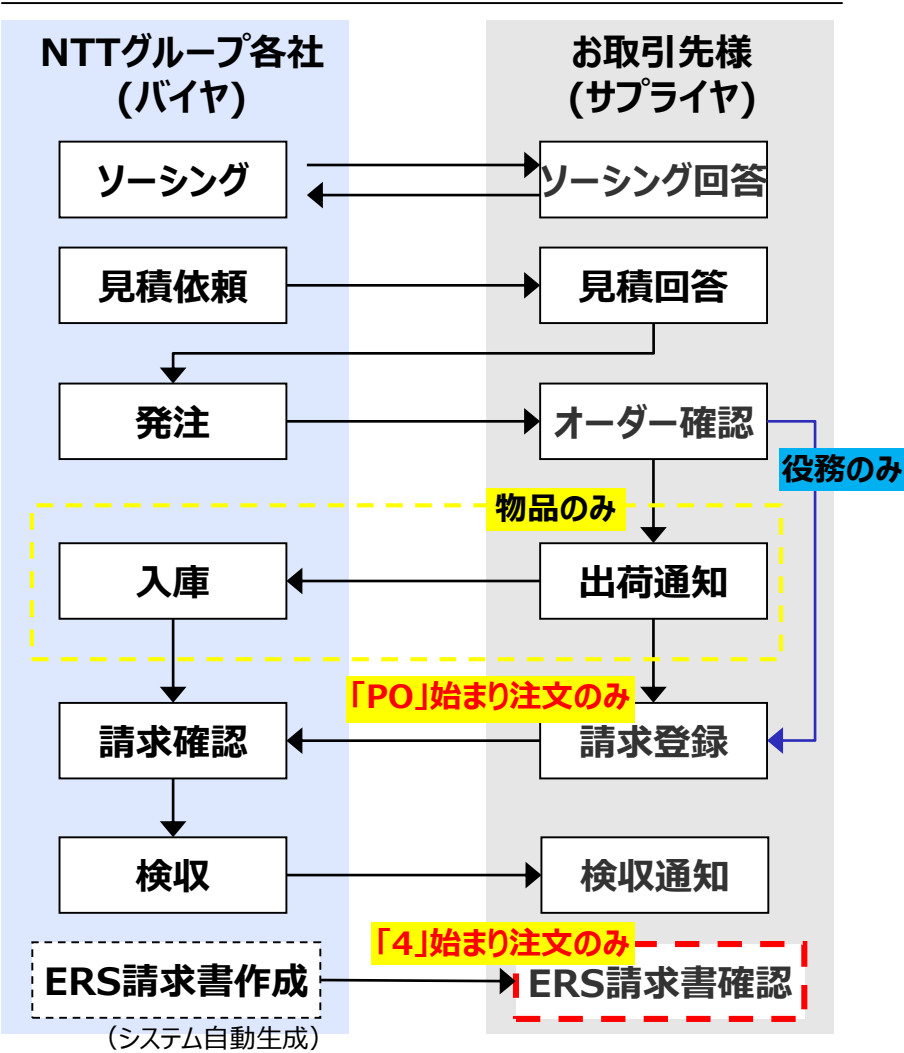 NTTグループ各社
(バイヤ)
お取引先様
(サプライヤ)
ソーシング
ソーシング回答
見積依頼
見積回答
発注
オーダー確認
役務のみ
物品のみ
入庫
出荷通知
「PO」始まり注文のみ
請求確認
請求登録
検収
検収通知
「4」始まり注文のみ
ERS請求書作成
ERS請求書確認
（システム自動生成）